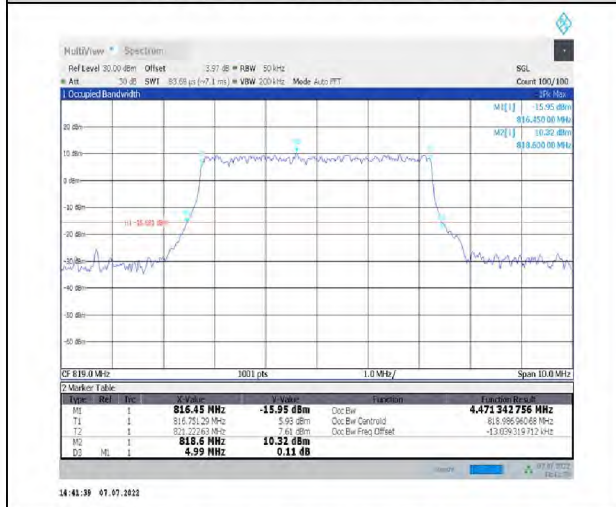 MultiView Spectrum
Ref Level 30.00 dBm Offset 3.97 dB RBW 50 kHz SGL
Att 30 dB SWT 83.68 µs (~7.1 ms) VBW 200 kHz Mode Auto FFT Count 100/100
1 Occupied Bandwidth 1Pk Max
M1[1] -15.95 dBm
816.450 00 MHz
M2[1] 10.32 dBm
818.600 00 MHz
20 dBm
10 dBm
0 dBm
-10 dBm
-20 dBm
-30 dBm
-40 dBm
-50 dBm
CF 819.0 MHz 1001 pts 1.0 MHz/ Span 10.0 MHz
2 Marker Table
Type Ref Trc X-Value Y-Value Function Function Result
M1 1 816.45 MHz -15.95 dBm Occ Bw 4.471 342 756 MHz
T1 1 816.75129 MHz 5.93 dBm Occ Bw Centroid 818.986960 68 MHz
T2 1 821.22263 MHz 7.61 dBm Occ Bw Freq Offset -13.039 319 712 kHz
M2 1 818.6 MHz 10.32 dBm
D3 M1 1 4.99 MHz 0.11 dB
14:41:39 07.07.2022